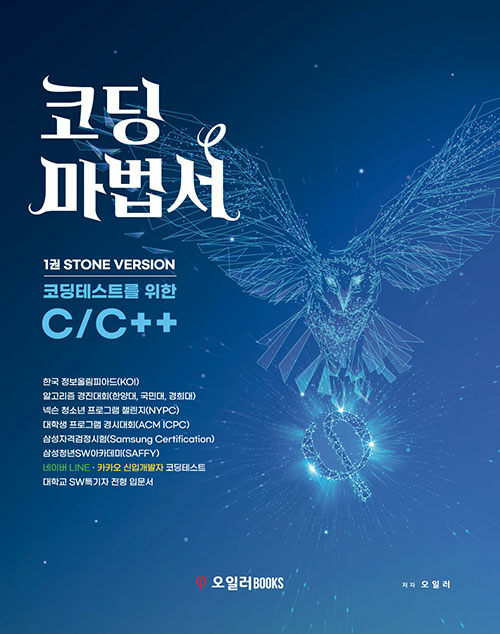 코딩
마법서
1권 STONE VERSION
코딩테스트를 위한
C/C++
한국 정보올림피아드(KOI)
알고리즘 경진대회(한양대, 국민대, 경희대)
넥슨 청소년 프로그램 챌린지(NYPC)
대학생 프로그램 경시대회(ACM ICPC)
삼성자격검정시험(Samsung Certification)
삼성청년SW아카데미(SAFFY)
네이버 LINE · 카카오 신입개발자 코딩테스트
대학교 SW특기자 전형 입문서
오일러BOOKS
저자 오일러